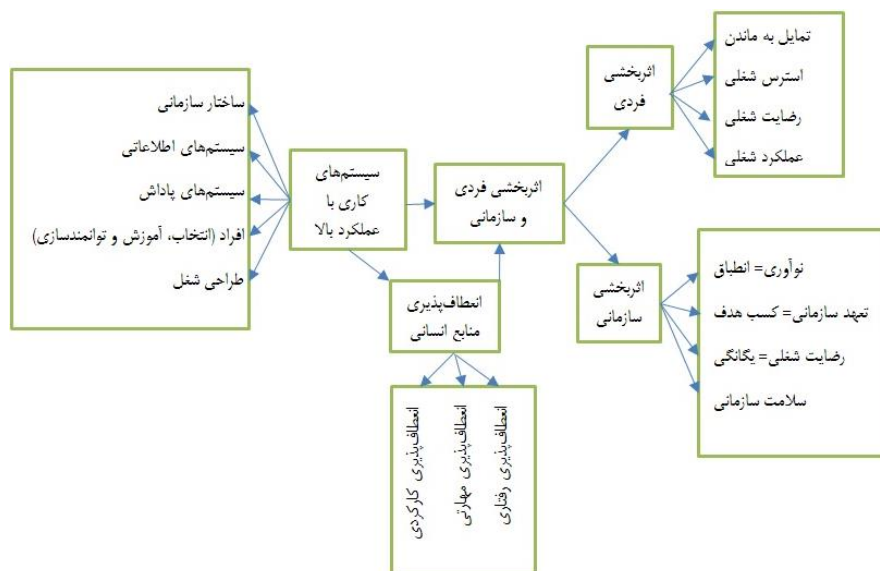 تمایل به ماندن
استرس شغلی
رضایت شغلی
عملکرد شغلی
اثربخشی
فردی
ساختار سازمانی
سیستم‌های اطلاعاتی
سیستم‌های پاداش
افراد (انتخاب، آموزش و توانمندسازی)
طراحی شغل
سیستم‌های
کاری با
عملکرد بالا
اثربخشی فردی
و سازمانی
اثربخشی
سازمانی
نوآوری= انطباق
تعهد سازمانی= کسب هدف
رضایت شغلی= یگانگی
سلامت سازمانی
انعطاف‌پذیری
منابع انسانی
انعطاف‌پذیری رفتاری
انعطاف‌پذیری مهارتی
انعطاف‌پذیری کارکردی